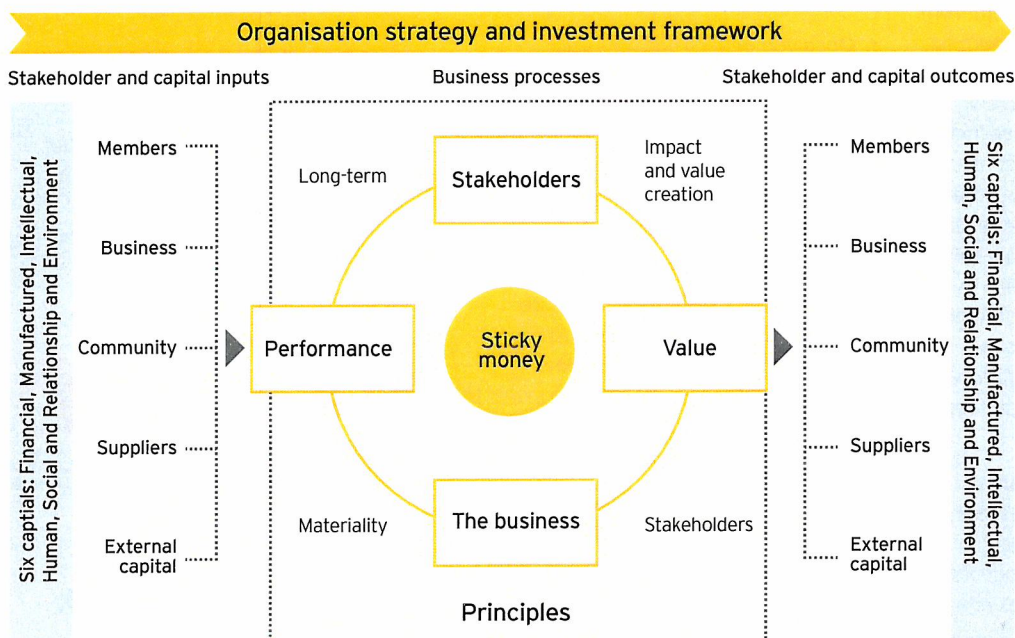 Organisation strategy and investment framework
Stakeholder and capital inputs
Business processes
Stakeholder and capital outcomes
Six captials: Financial, Manufactured, Intellectual,
Human, Social and Relationship and Environment
Members
Business
Community
Suppliers
External
capital
Long-term
Stakeholders
Impact
and value
creation
Performance
Sticky
money
Value
Materiality
The business
Stakeholders
Principles
Members
Business
Community
Suppliers
External
capital
Six captials: Financial, Manufactured, Intellectual,
Human, Social and Relationship and Environment